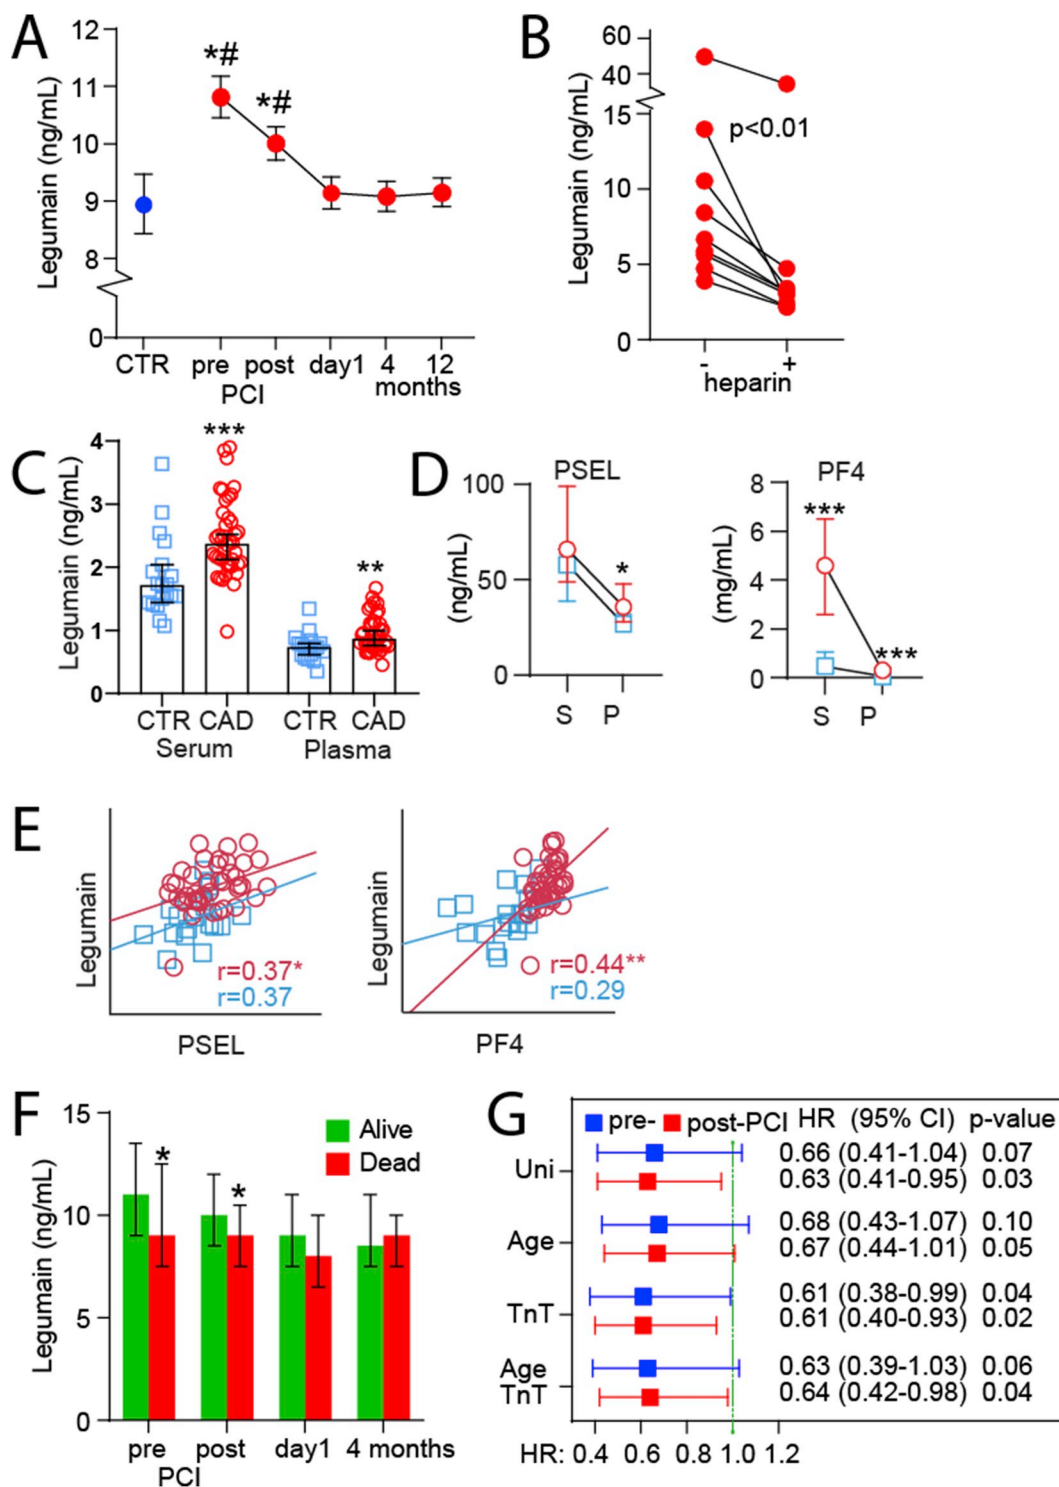 A
Legumain (ng/mL)
12
11
10
9
8
0
*#
*#
CTR pre post day1 4 12
PCI months
B
Legumain (ng/mL)
60
40
15
10
5
0
p<0.01
- +
heparin
C
Legumain (ng/mL)
4
3
2
1
0
***
**
CTR CAD CTR CAD
Serum Plasma
D
PSEL
(ng/mL)
100
50
0
*
S P
PF4
(mg/mL)
8
6
4
2
0
***
***
S P
E
Legumain
r=0.37*
r=0.37
PSEL
Legumain
r=0.44**
r=0.29
PF4
F
Legumain (ng/mL)
15
10
5
0
Alive
Dead
*
*
pre post day1 4 months
PCI
G
pre- post-PCI HR (95% CI) p-value
Uni
0.66 (0.41-1.04) 0.07
0.63 (0.41-0.95) 0.03
Age
0.68 (0.43-1.07) 0.10
0.67 (0.44-1.01) 0.05
TnT
0.61 (0.38-0.99) 0.04
0.61 (0.40-0.93) 0.02
Age
TnT
0.63 (0.39-1.03) 0.06
0.64 (0.42-0.98) 0.04
HR: 0.4 0.6 0.8 1.0 1.2